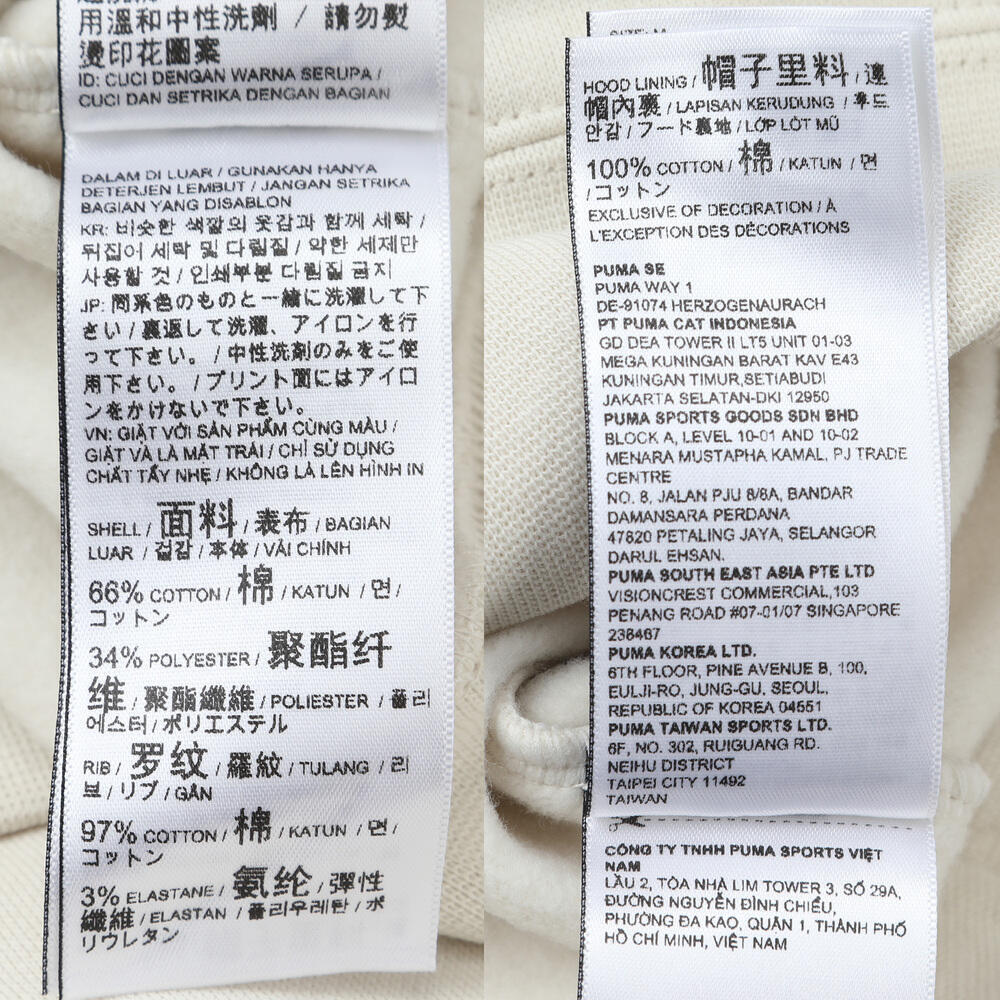 用溫和中性洗劑 / 請勿熨
燙印花圖案
ID: CUCI DENGAN WARNA SERUPA /
CUCI DAN SETRIKA DENGAN BAGIAN
DALAM DI LUAR / GUNAKAN HANYA
DETERJEN LEMBUT / JANGAN SETRIKA
BAGIAN YANG DISABLON
KR: 비슷한 색깔의 옷감과 함께 세탁 /
뒤집어 세탁 및 다림질 / 약한 세제만
사용할 것 / 인쇄부분 다림질 금지
JP: 同系色のものと一緒に洗濯して下
さい / 裏返して洗濯、アイロンを行
って下さい。 / 中性洗剤のみをご使
用下さい。 / プリント面にはアイロ
ンをかけないで下さい。
VN: GIẶT VỚI SẢN PHẨM CÙNG MÀU /
GIẶT VÀ LÀ MẶT TRÁI / CHỈ SỬ DỤNG
CHẤT TẨY NHẸ / KHÔNG LÀ LÊN HÌNH IN
SHELL / 面料 / 表布 / BAGIAN
LUAR / 겉감 / 本体 / VẢI CHÍNH
66% COTTON / 棉 / KATUN / 면 /
コットン
34% POLYESTER / 聚酯纤
维 / 聚酯纖維 / POLIESTER / 폴리
에스터 / ポリエステル
RIB / 罗纹 / 羅紋 / TULANG / 리
브 / リブ / GÂN
97% COTTON / 棉 / KATUN / 면 /
コットン
3% ELASTANE / 氨纶 / 彈性
纖維 / ELASTAN / 폴리우레탄 / ポ
リウレタン
HOOD LINING / 帽子里料 / 連
帽內裏 / LAPISAN KERUDUNG / 후드
안감 / フード裏地 / LỚP LÓT MŨ
100% COTTON / 棉 / KATUN / 면
/ コットン
EXCLUSIVE OF DECORATION / À
L'EXCEPTION DES DÉCORATIONS
PUMA SE
PUMA WAY 1
DE-91074 HERZOGENAURACH
PT PUMA CAT INDONESIA
GD DEA TOWER II LT5 UNIT 01-03
MEGA KUNINGAN BARAT KAV E43
KUNINGAN TIMUR,SETIABUDI
JAKARTA SELATAN-DKI 12950
PUMA SPORTS GOODS SDN BHD
BLOCK A, LEVEL 10-01 AND 10-02
MENARA MUSTAPHA KAMAL, PJ TRADE
CENTRE
NO. 8, JALAN PJU 8/8A, BANDAR
DAMANSARA PERDANA
47820 PETALING JAYA, SELANGOR
DARUL EHSAN.
PUMA SOUTH EAST ASIA PTE LTD
VISIONCREST COMMERCIAL,103
PENANG ROAD #07-01/07 SINGAPORE
238467
PUMA KOREA LTD.
6TH FLOOR, PINE AVENUE B, 100,
EULJI-RO, JUNG-GU, SEOUL,
REPUBLIC OF KOREA 04551
PUMA TAIWAN SPORTS LTD.
6F, NO. 302, RUIGUANG RD.
NEIHU DISTRICT
TAIPEI CITY 11492
TAIWAN
CÔNG TY TNHH PUMA SPORTS VIỆT
NAM
LẦU 2, TÒA NHÀ LIM TOWER 3, SỐ 29A,
ĐƯỜNG NGUYỄN ĐÌNH CHIỂU,
PHƯỜNG ĐA KAO, QUẬN 1, THÀNH PHỐ
HỒ CHÍ MINH, VIỆT NAM